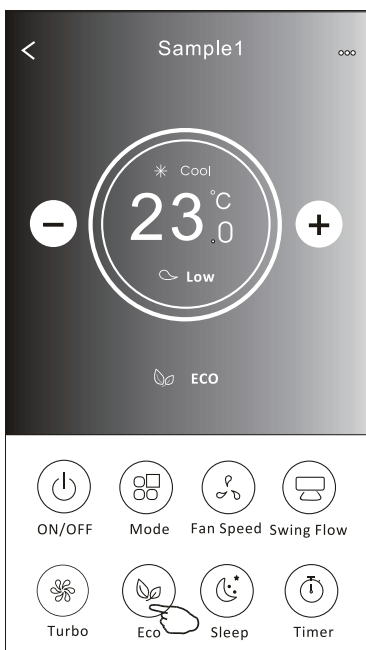 Sample1
Cool
23.0°C
Low
ECO
ON/OFF Mode Fan Speed Swing Flow
Turbo Eco Sleep Timer